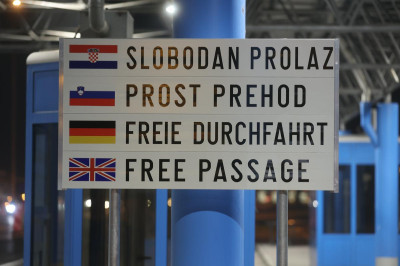 SLOBODAN PROLAZ
PROST PREHOD
FREIE DURCHFAHRT
FREE PASSAGE